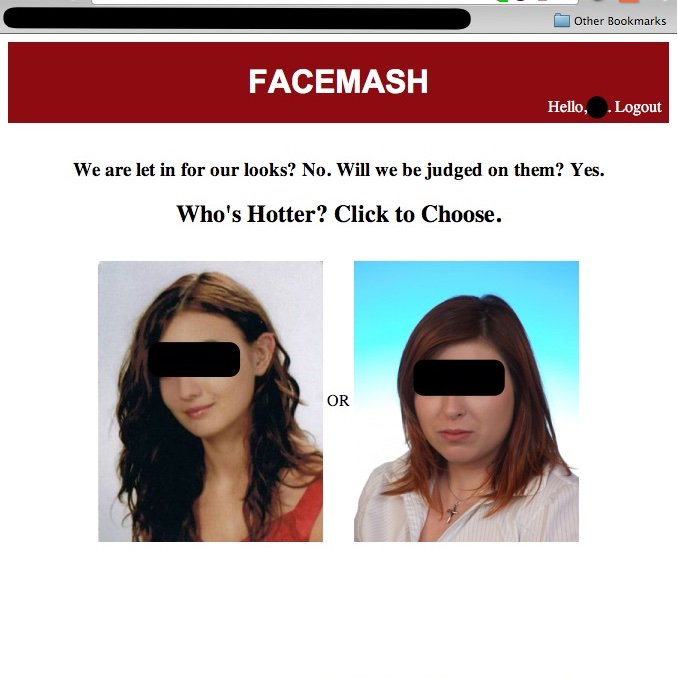 Other Bookmarks
FACEMASH
Hello, . Logout
We are let in for our looks? No. Will we be judged on them? Yes.
Who's Hotter? Click to Choose.
OR